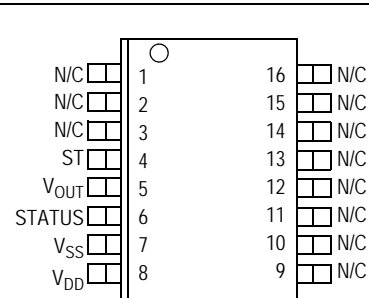 N/C 1 16 N/C
N/C 2 15 N/C
N/C 3 14 N/C
ST 4 13 N/C
VOUT 5 12 N/C
STATUS 6 11 N/C
VSS 7 10 N/C
VDD 8 9 N/C